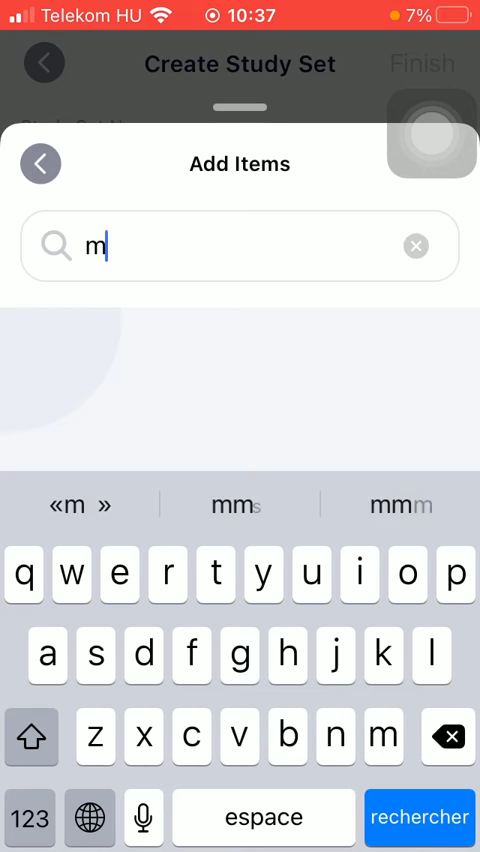 Telekom HU 10:37 7%
Create Study Set Finish
Add Items
m
«m » mms mmm
q w e r t y u i o p
a s d f g h j k l
z x c v b n m
123 espace rechercher